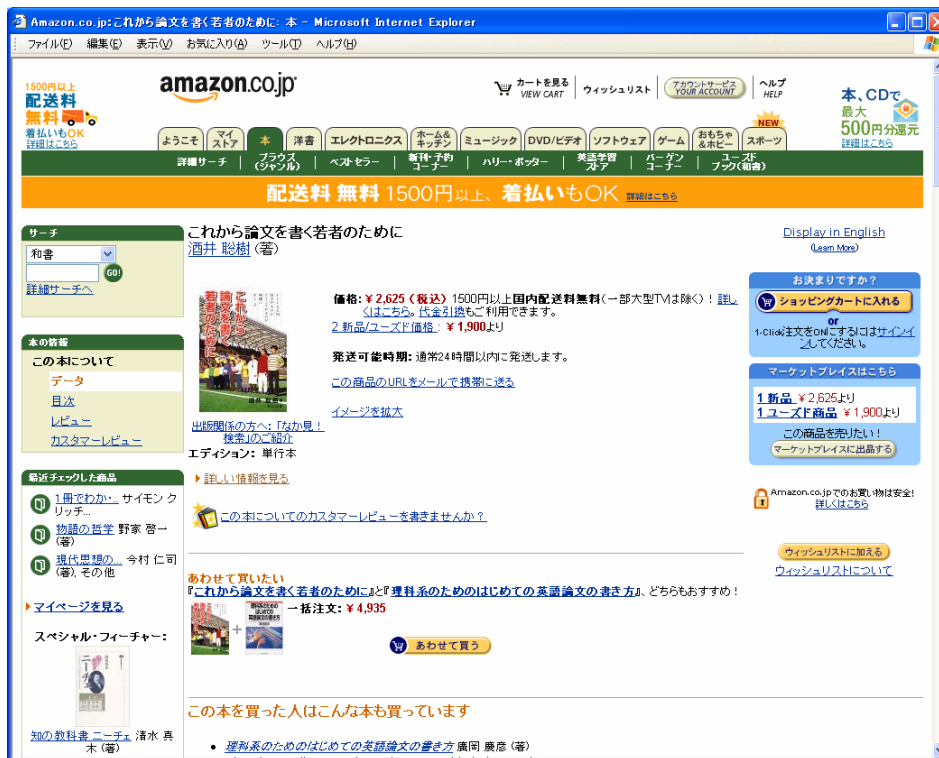 Amazon.co.jp:これから論文を書く若者のために: 本 - Microsoft Internet Explorer
ファイル(F) 編集(E) 表示(V) お気に入り(A) ツール(T) ヘルプ(H)
1500円以上
配送料
無料
着払いもOK
詳細はこちら
amazon.co.jp
カートを見る
VIEW CART
ウィッシュリスト
アカウントサービス
YOUR ACCOUNT
ヘルプ
HELP
本、CDで
最大
500円分還元
詳細はこちら
NEW
ようこそ マイストア 本 洋書 エレクトロニクス ホーム&キッチン ミュージック DVD/ビデオ ソフトウェア ゲーム おもちゃ&ホビー スポーツ
詳細サーチ | ブラウズ(ジャンル) | ベストセラー | 新刊・予約コーナー | ハリー・ポッター | 英語学習ストア | バーゲンコーナー | ユーズドブック(和書)
配送料 無料 1500円以上、着払いもOK 詳細はこちら
サーチ
和書
GO!
詳細サーチへ
本の情報
この本について
データ
目次
レビュー
カスタマーレビュー
最近チェックした商品
1冊でわか・.. サイモン クリッチ...
物語の哲学 野家 啓一(著)
現代思想の... 今村 仁司(著), その他
マイページを見る
スペシャル・フィーチャー:
知の教科書 ニーチェ 清水 真木(著)
これから論文を書く若者のために
酒井 聡樹 (著)
これから
論文を書く
若者のために
価格: ¥ 2,625 (税込) 1500円以上国内配送料無料(一部大型TVは除く)! 詳し
くはこちら。代金引換もご利用できます。
2 新品/ユーズド価格 : ¥ 1,900より
発送可能時期: 通常24時間以内に発送します。
この商品のURLをメールで携帯に送る
イメージを拡大
出版関係の方へ:「なか見!
検索」のご紹介
エディション: 単行本
詳しい情報を見る
この本についてのカスタマーレビューを書きませんか?
あわせて買いたい
『これから論文を書く若者のために』と『理科系のためのはじめての英語論文の書き方』、どちらもおすすめ!
+
一括注文: ¥ 4,935
あわせて買う
この本を買った人はこんな本も買っています
• 理科系のためのはじめての英語論文の書き方 廣岡 慶彦 (著)
Display in English
(Learn More)
お決まりですか?
ショッピングカートに入れる
or
1-Click注文をONにするにはサインイ
ンしてください。
マーケットプレイスはこちら
1 新品 ¥ 2,625より
1 ユーズド商品 ¥ 1,900より
この商品を売りたい!
マーケットプレイスに出品する
Amazon.co.jpでのお買い物は安全!
詳しくはこちら
ウィッシュリストに加える
ウィッシュリストについて